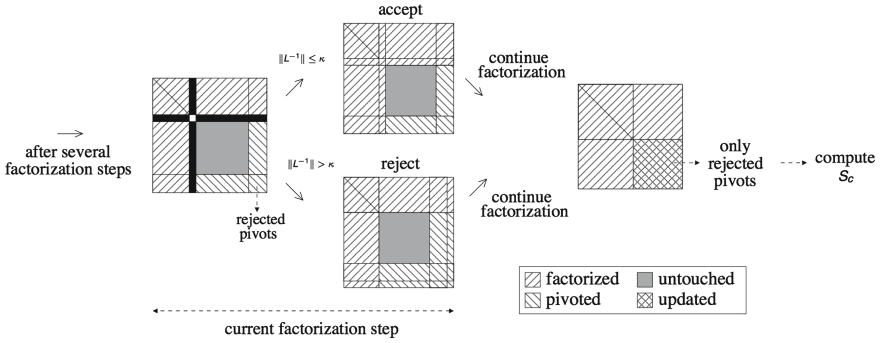 accept
‖L⁻¹‖ ≤ κ
continue
factorization
after several
factorization steps
‖L⁻¹‖ > κ
reject
rejected
pivots
continue
factorization
only
rejected
pivots
compute
S_c
factorized
untouched
pivoted
updated
current factorization step